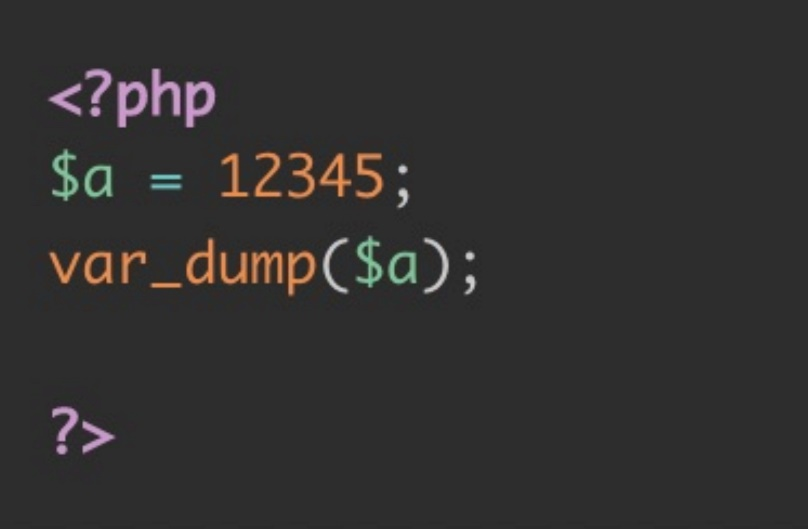 <?php
$a = 12345;
var_dump($a);
?>